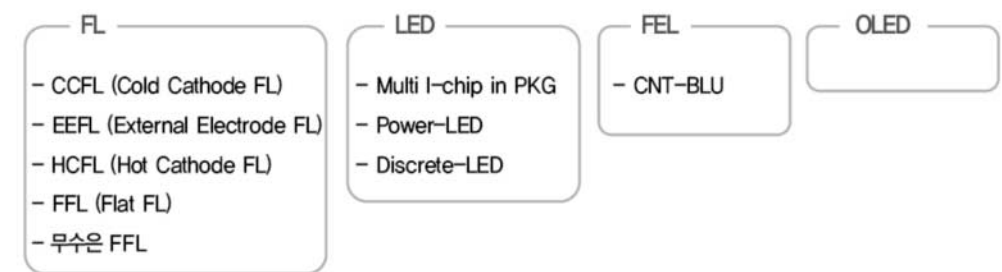 FL
- CCFL (Cold Cathode FL)
- EEFL (External Electrode FL)
- HCFL (Hot Cathode FL)
- FFL (Flat FL)
- 무수은 FFL
LED
- Multi I-chip in PKG
- Power-LED
- Discrete-LED
FEL
- CNT-BLU
OLED